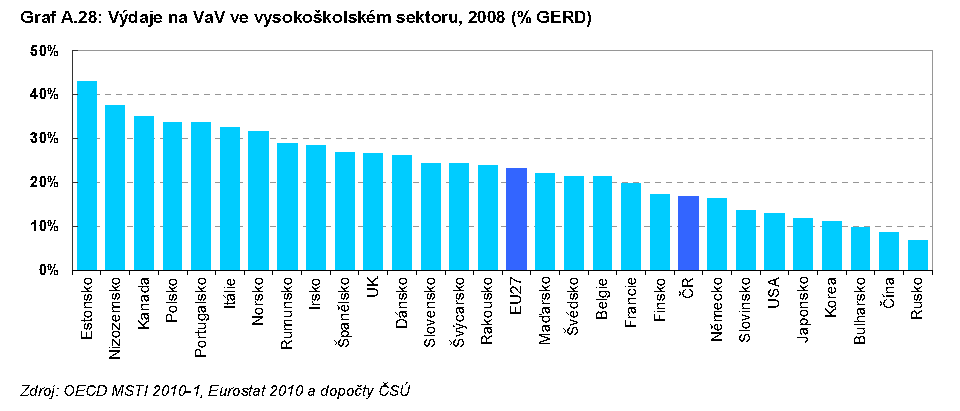 Graf A.28: Výdaje na VaV ve vysokoškolském sektoru, 2008 (% GERD)
50%
40%
30%
20%
10%
0%
Estonsko
Nizozemsko
Kanada
Polsko
Portugalsko
Itálie
Norsko
Rumunsko
Irsko
Španělsko
UK
Dánsko
Slovensko
Švýcarsko
Rakousko
EU27
Maďarsko
Švédsko
Belgie
Francie
Finsko
ČR
Německo
Slovinsko
USA
Japonsko
Korea
Bulharsko
Čína
Rusko
Zdroj: OECD MSTI 2010-1, Eurostat 2010 a dopočty ČSÚ